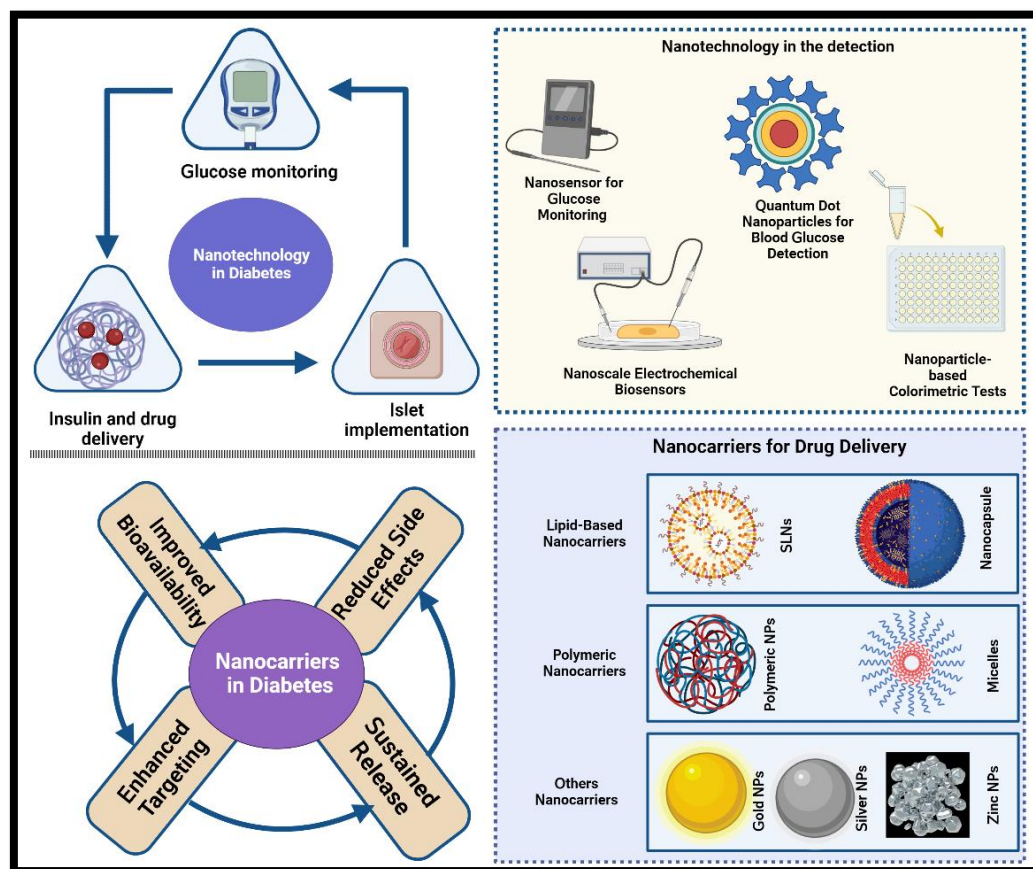 Glucose monitoring
Nanotechnology
in Diabetes
Insulin and drug
delivery
Islet
implementation
Improved
Bioavailability
Reduced Side
Effects
Nanocarriers
in Diabetes
Enhanced
Targeting
Sustained
Release
Nanotechnology in the detection
Nanosensor for
Glucose
Monitoring
Quantum Dot
Nanoparticles for
Blood Glucose
Detection
Nanoscale Electrochemical
Biosensors
Nanoparticle-
based
Colorimetric Tests
Nanocarriers for Drug Delivery
Lipid-Based
Nanocarriers
SLNs
Nanocapsule
Polymeric
Nanocarriers
Polymeric NPs
Micelles
Others
Nanocarriers
Gold NPs
Silver NPs
Zinc NPs